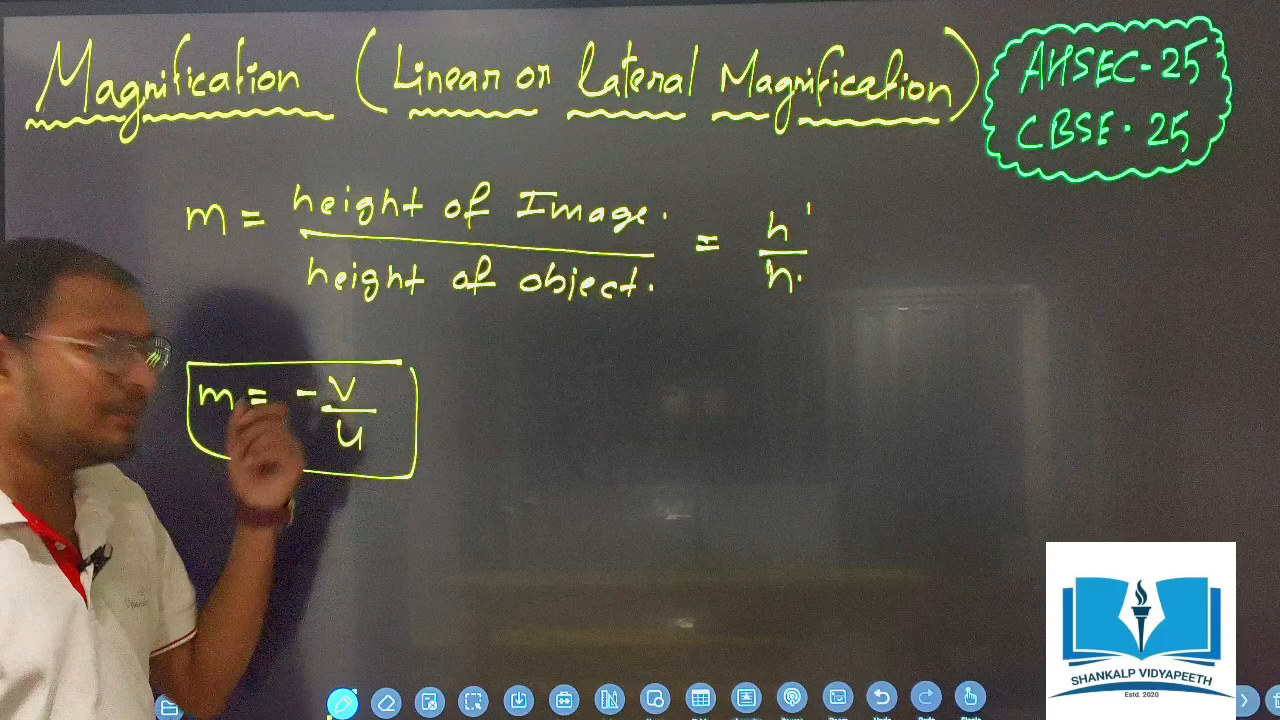 Magnification (Linear or lateral Magnification)
AHSEC-25
CBSE-25
m = height of Image. / height of object. = h' / h.
m = - v / u
SHANKALP VIDYAPEETH
Estd. 2020